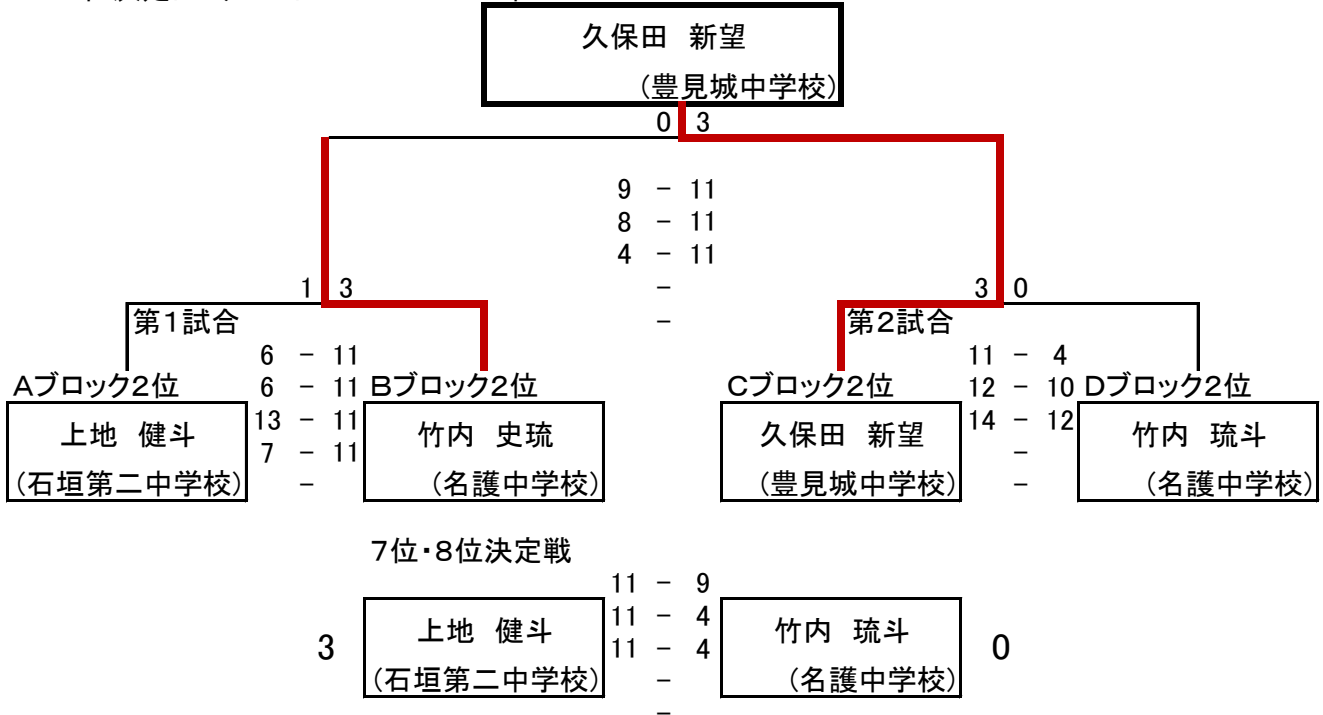 久保田 新望
(豊見城中学校)
0 3
9 － 11
8 － 11
4 － 11
－
－
1 3
3 0
第1試合
第2試合
6 － 11
6 － 11
13 － 11
7 － 11
－
11 － 4
12 － 10
14 － 12
－
－
Aブロック2位
Bブロック2位
Cブロック2位
Dブロック2位
上地 健斗
(石垣第二中学校)
竹内 史琉
(名護中学校)
久保田 新望
(豊見城中学校)
竹内 琉斗
(名護中学校)
7位・8位決定戦
3
上地 健斗
(石垣第二中学校)
11 － 9
11 － 4
11 － 4
－
－
竹内 琉斗
(名護中学校)
0